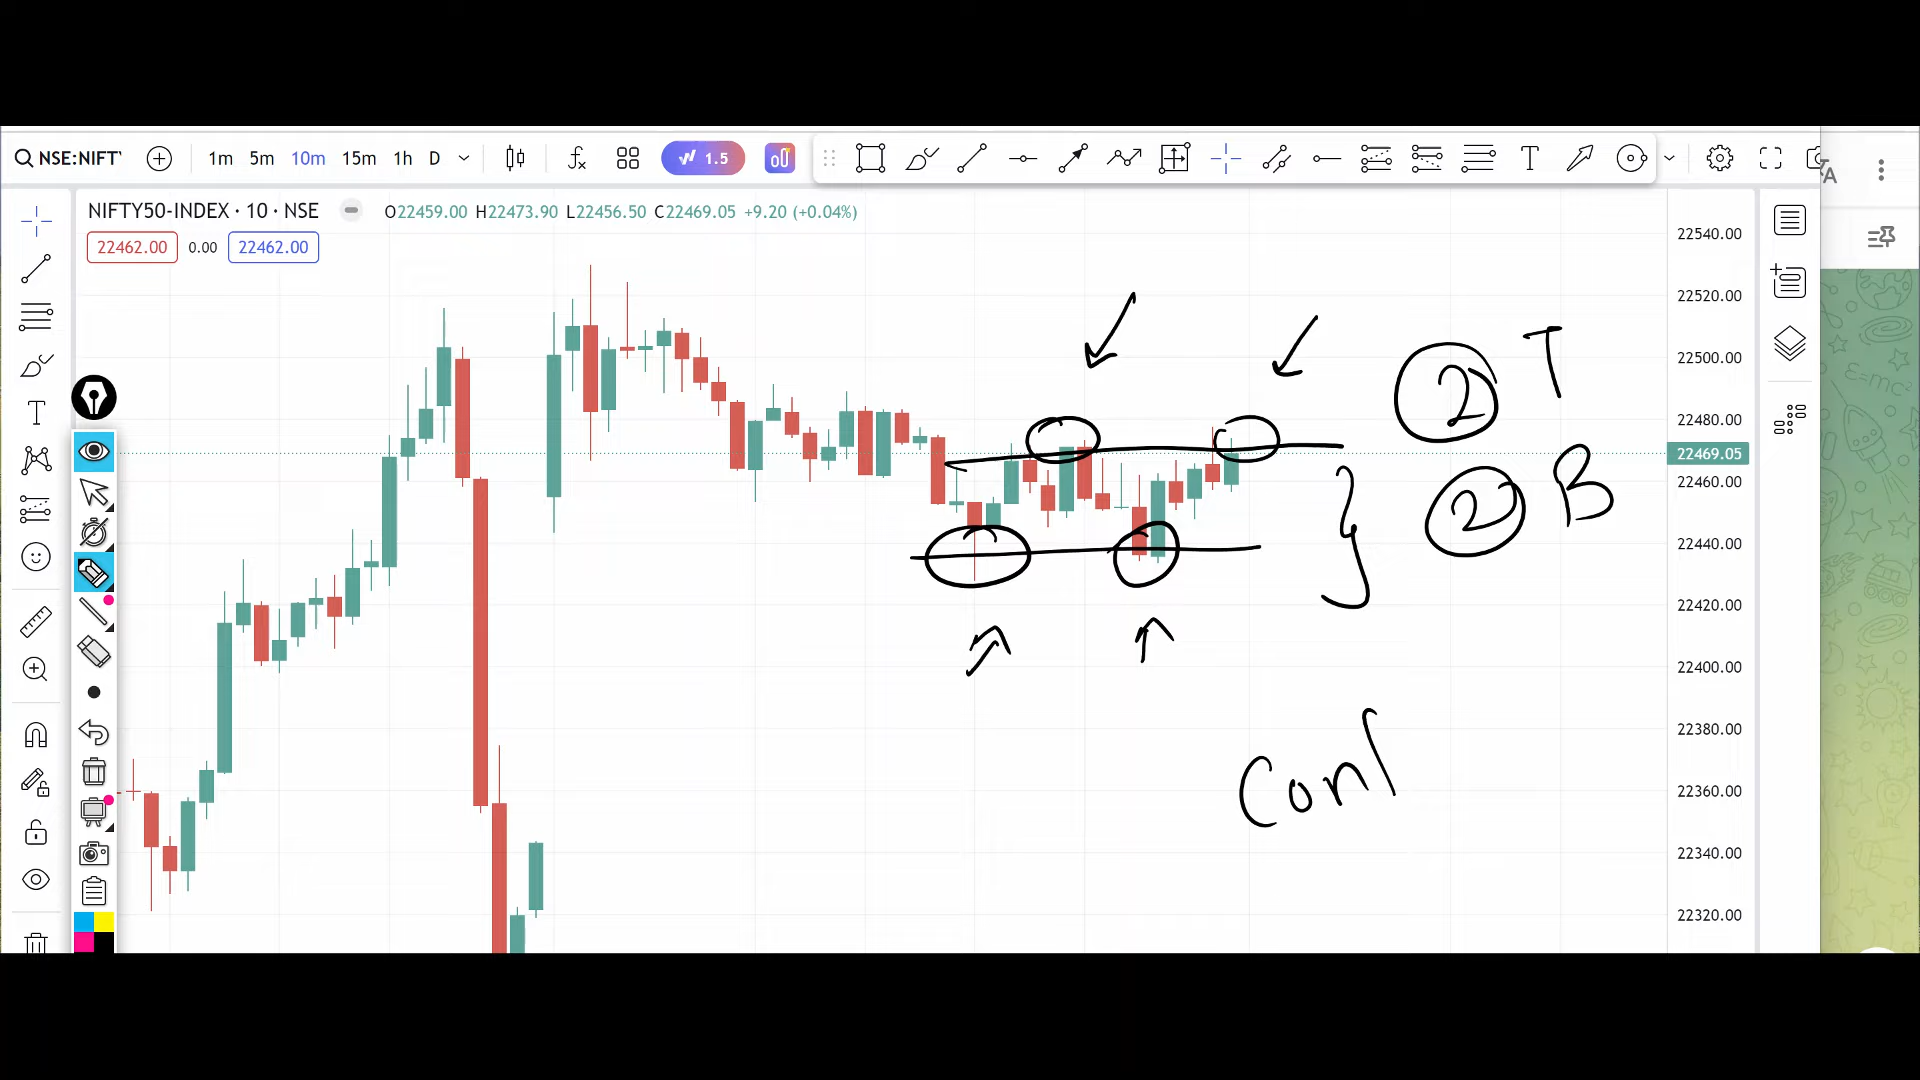 NSE:NIFTY
1m 5m 10m 15m 1h D 1.5 T
NIFTY50-INDEX · 10 · NSE O22459.00 H22473.90 L22456.50 C22469.05 +9.20 (+0.04%)
22462.00 0.00 22462.00
22540.00
22520.00
22500.00
22480.00
22469.05
22460.00
22440.00
22420.00
22400.00
22380.00
22360.00
22340.00
22320.00
T
2 T
2 B